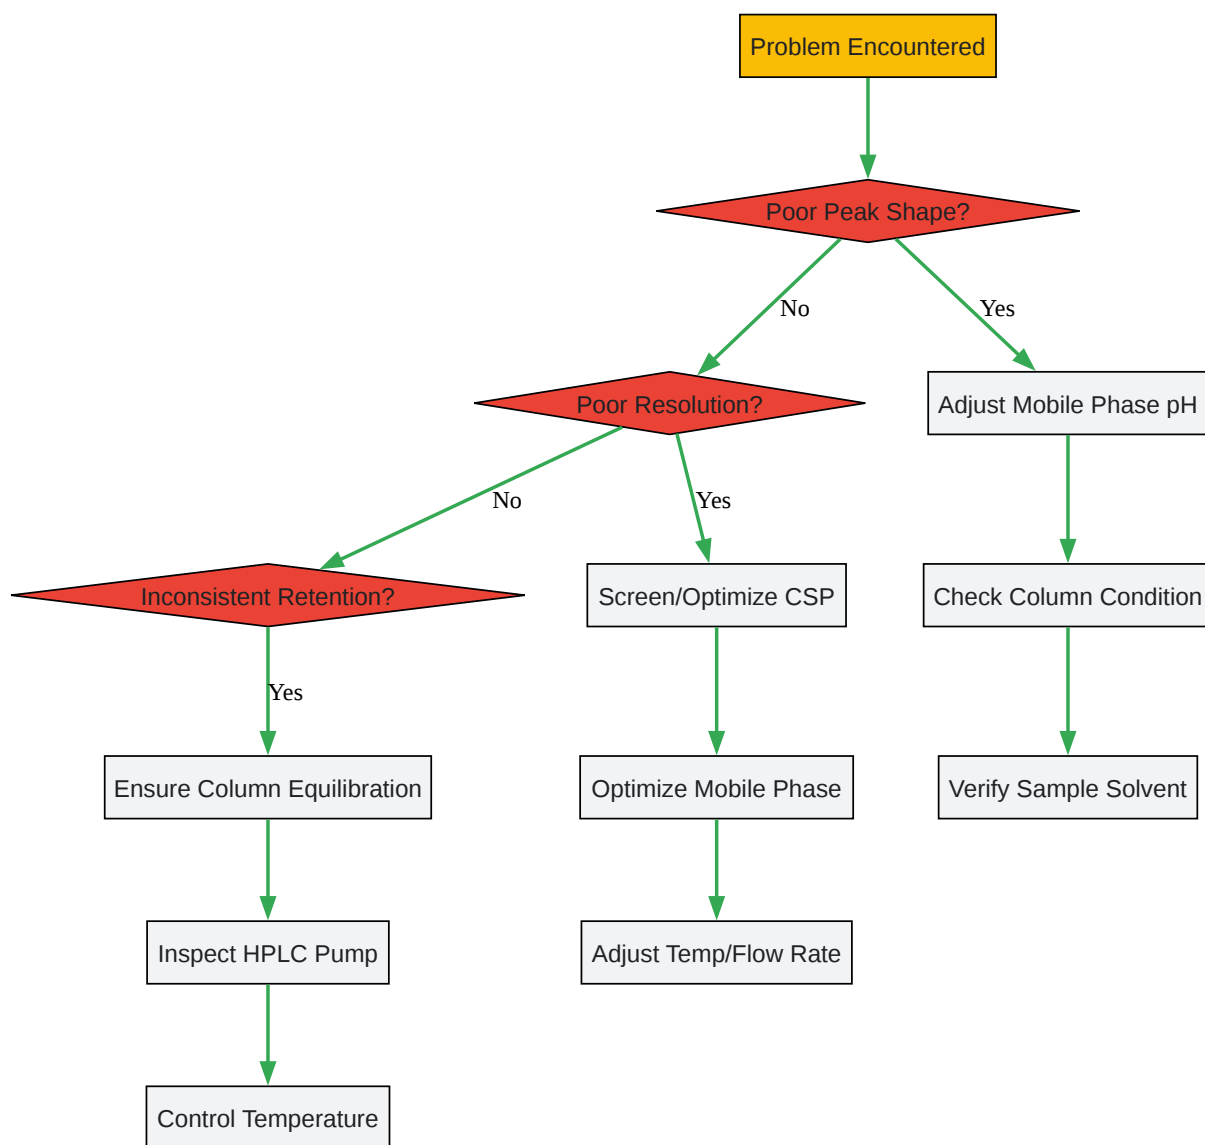 Problem Encountered
Poor Peak Shape?
No
Yes
Poor Resolution?
Adjust Mobile Phase pH
No
Yes
Inconsistent Retention?
Screen/Optimize CSP
Check Column Condition
Yes
Ensure Column Equilibration
Optimize Mobile Phase
Verify Sample Solvent
Inspect HPLC Pump
Adjust Temp/Flow Rate
Control Temperature